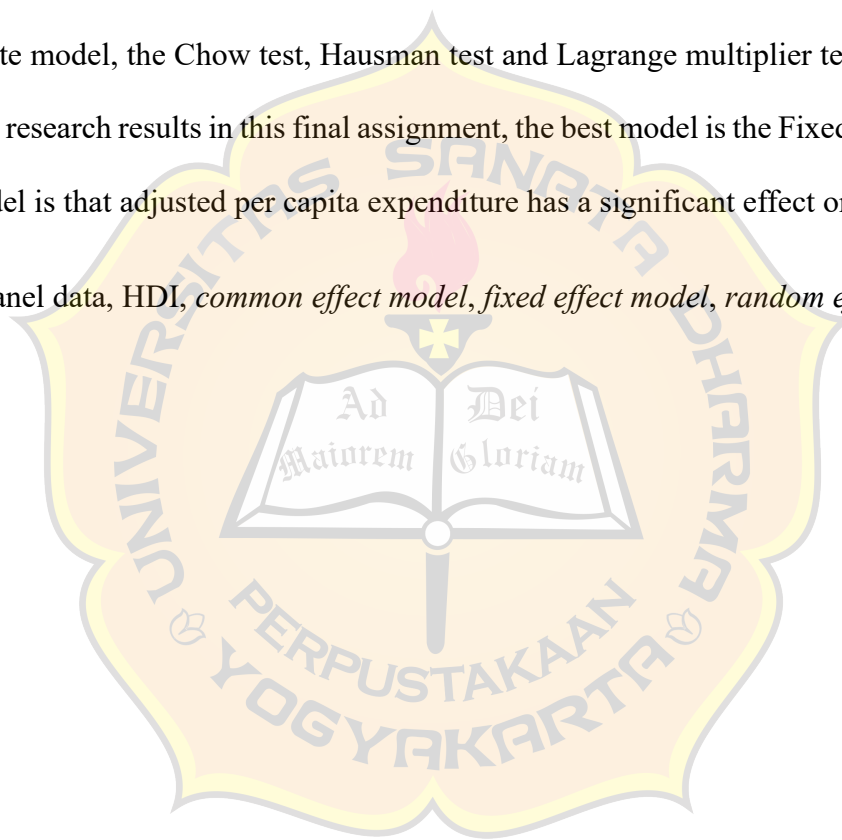 te model, the Chow test, Hausman test and Lagrange multiplier te
research results in this final assignment, the best model is the Fixed
del is that adjusted per capita expenditure has a significant effect on
anel data, HDI, common effect model, fixed effect model, random e
UNIVERSITAS SANATA DHARMA
Ad Dei
Maiorem Gloriam
PERPUSTAKAAN
YOGYAKARTA